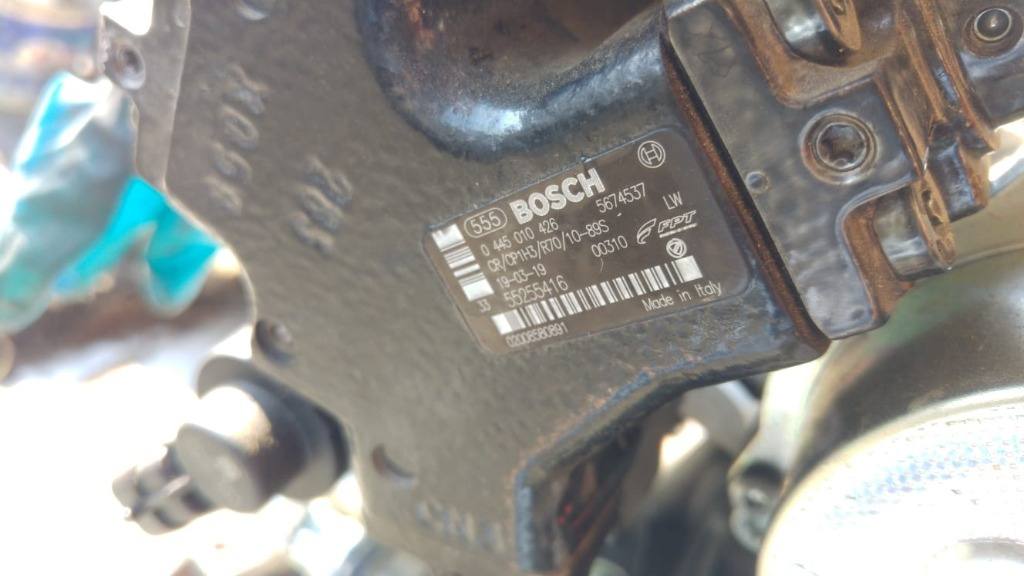 555 BOSCH
0 445 010 426 5674537
CR/CP1H3/R70/10-89S LW
19-03-19 00310 FPT
55255416
33
02008580891 Made in Italy